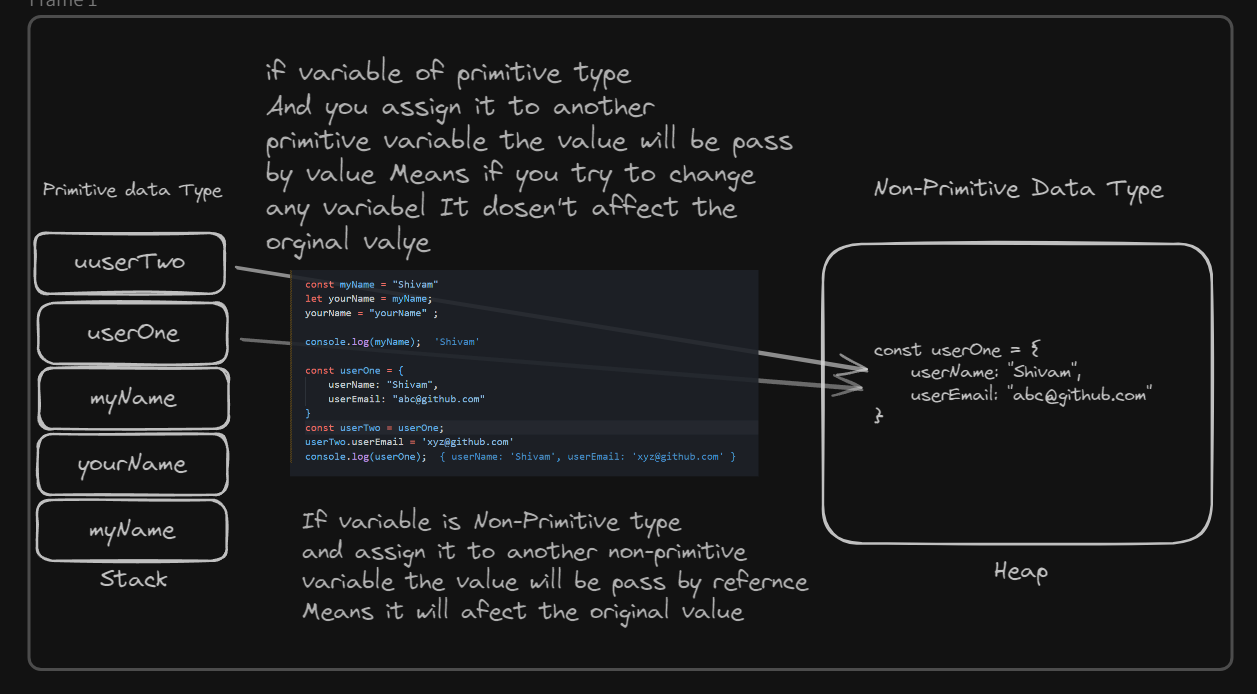 Frame 1
if variable of primitive type
And you assign it to another
primitive variable the value will be pass
by value Means if you try to change
any variabel It dosen't affect the
orginal valye
Primitive data Type
uuserTwo
userOne
myName
yourName
myName
Stack
const myName = "Shivam"
let yourName = myName;
yourName = "yourName" ;
console.log(myName);  'Shivam'
const userOne = {
    userName: "Shivam",
    userEmail: "abc@github.com"
}
const userTwo = userOne;
userTwo.userEmail = 'xyz@github.com'
console.log(userOne);  { userName: 'Shivam', userEmail: 'xyz@github.com' }
If variable is Non-Primitive type
and assign it to another non-primitive
variable the value will be pass by refernce
Means it will afect the original value
Non-Primitive Data Type
const userOne = {
    userName: "Shivam",
    userEmail: "abc@github.com"
}
Heap